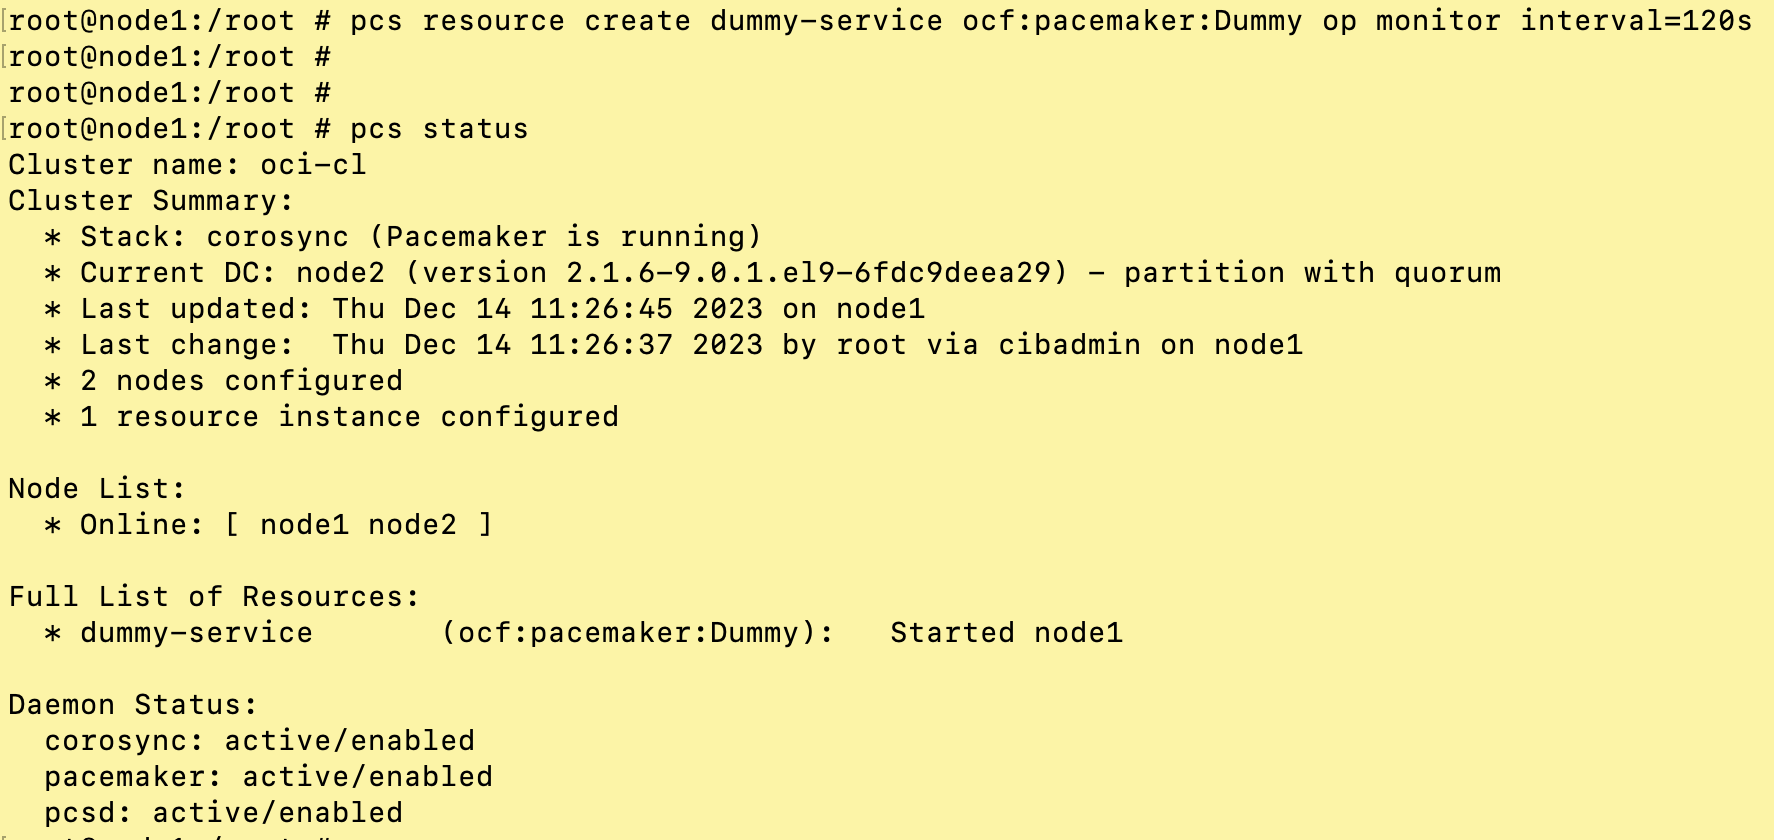 [root@node1:/root # pcs resource create dummy-service ocf:pacemaker:Dummy op monitor interval=120s
[root@node1:/root #
root@node1:/root #
[root@node1:/root # pcs status
Cluster name: oci-cl
Cluster Summary:
  * Stack: corosync (Pacemaker is running)
  * Current DC: node2 (version 2.1.6-9.0.1.el9-6fdc9deea29) - partition with quorum
  * Last updated: Thu Dec 14 11:26:45 2023 on node1
  * Last change:  Thu Dec 14 11:26:37 2023 by root via cibadmin on node1
  * 2 nodes configured
  * 1 resource instance configured

Node List:
  * Online: [ node1 node2 ]

Full List of Resources:
  * dummy-service	(ocf:pacemaker:Dummy):	 Started node1

Daemon Status:
  corosync: active/enabled
  pacemaker: active/enabled
  pcsd: active/enabled